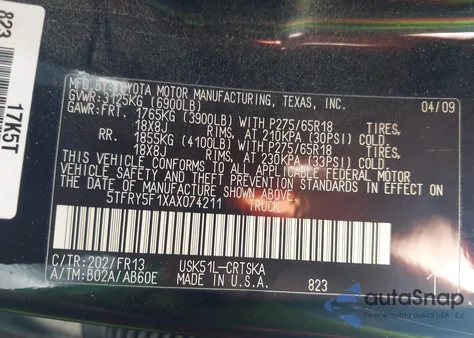 823
17K5T
MFD BY TOYOTA MOTOR MANUFACTURING, TEXAS, INC. 04/09
GVWR: 3125KG (6900LB)
GAWR: FRT. 1765KG (3900LB) WITH P275/65R18 TIRES,
18X8J RIMS, AT 210KPA (30PSI) COLD
RR. 1855KG (4100LB) WITH P275/65R18 TIRES,
18X8J RIMS, AT 230KPA (33PSI) COLD
THIS VEHICLE CONFORMS TO ALL APPLICABLE FEDERAL MOTOR
VEHICLE SAFETY AND THEFT PREVENTION STANDARDS IN EFFECT
ON THE DATE OF MANUFACTURE SHOWN ABOVE.
5TFRY5F1XAX074211 TRUCK
C/TR: 202/FR13 USK51L-CRTSKA
A/TM: B02A/AB60E MADE IN U.S.A. 823
autoSnap